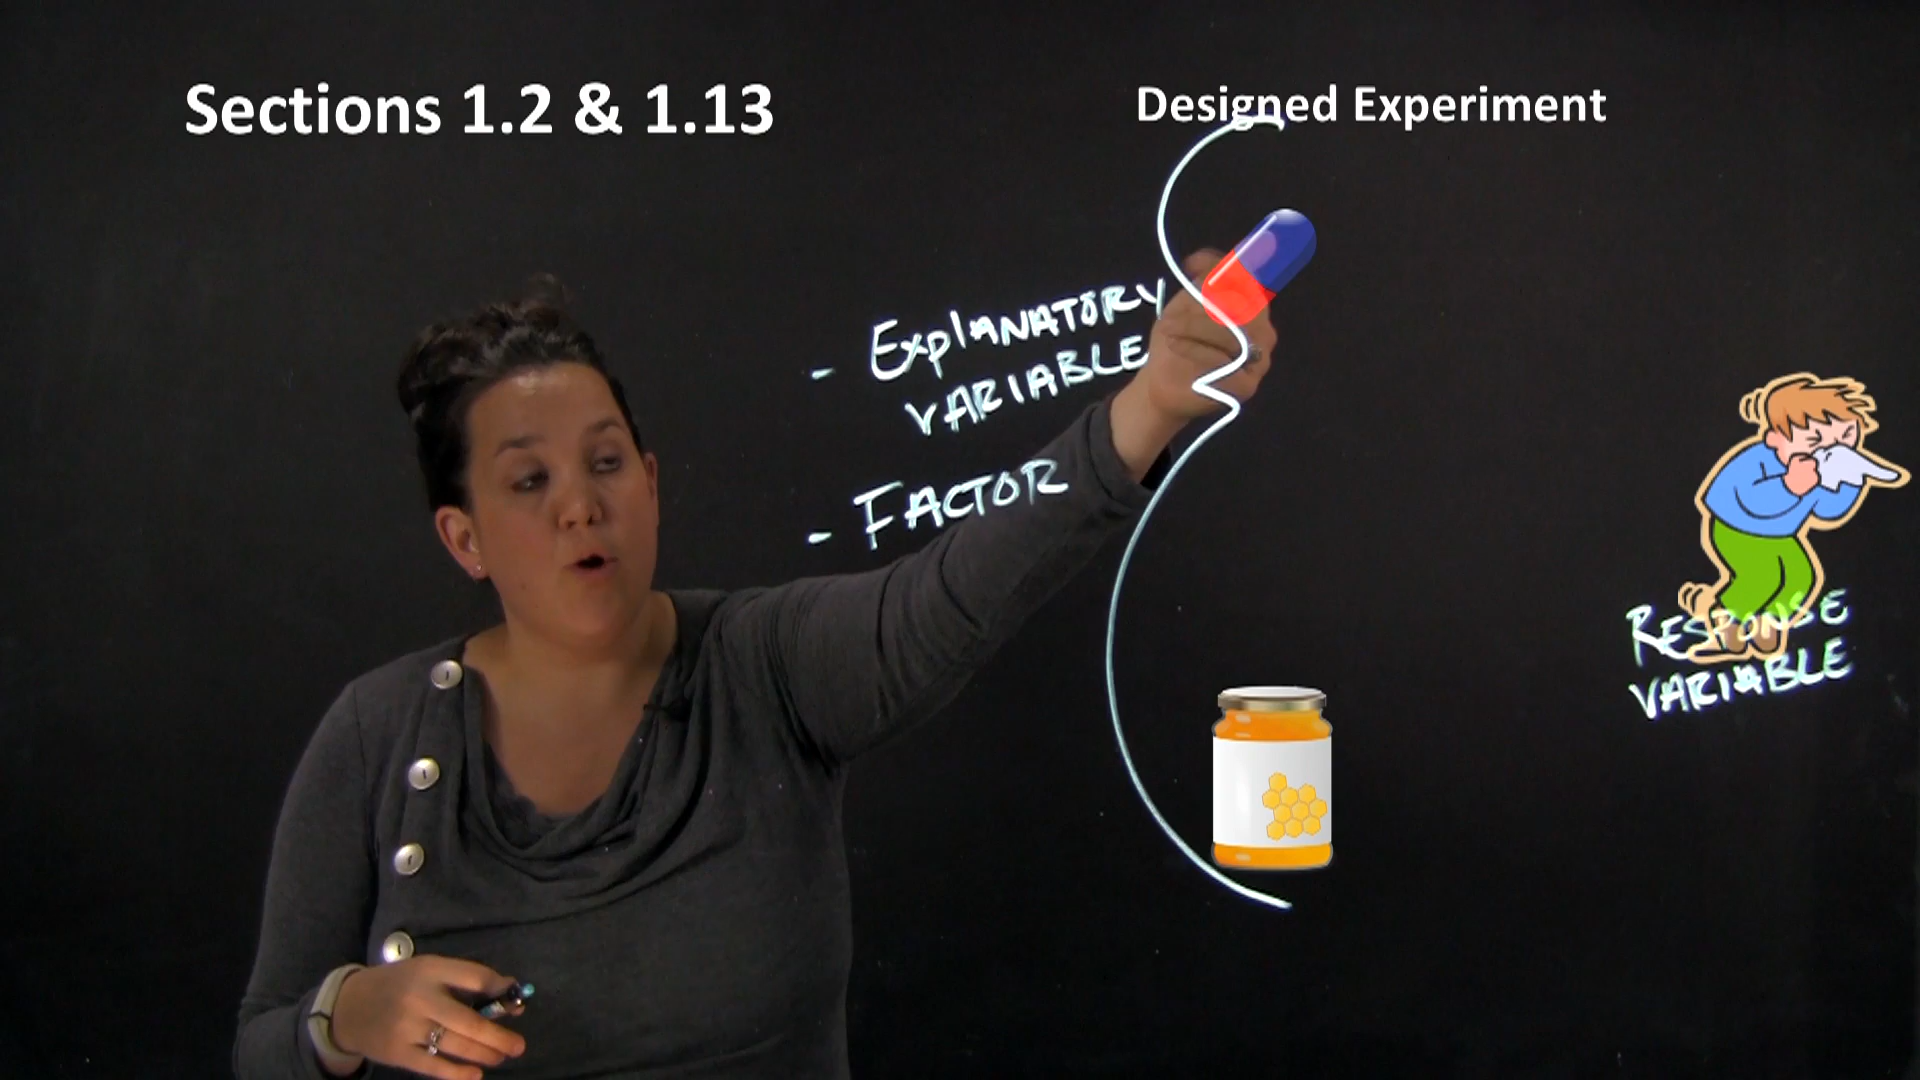 Sections 1.2 & 1.13
Designed Experiment
- EXPLANATORY
VARIABLE
- FACTOR
RESPONSE
VARIABLE